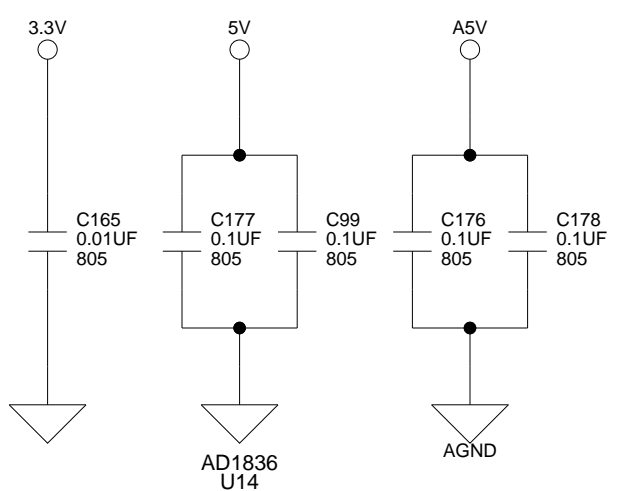 3.3V
5V
A5V
C165
0.01UF
805
C177
0.1UF
805
C99
0.1UF
805
C176
0.1UF
805
C178
0.1UF
805
AD1836
U14
AGND